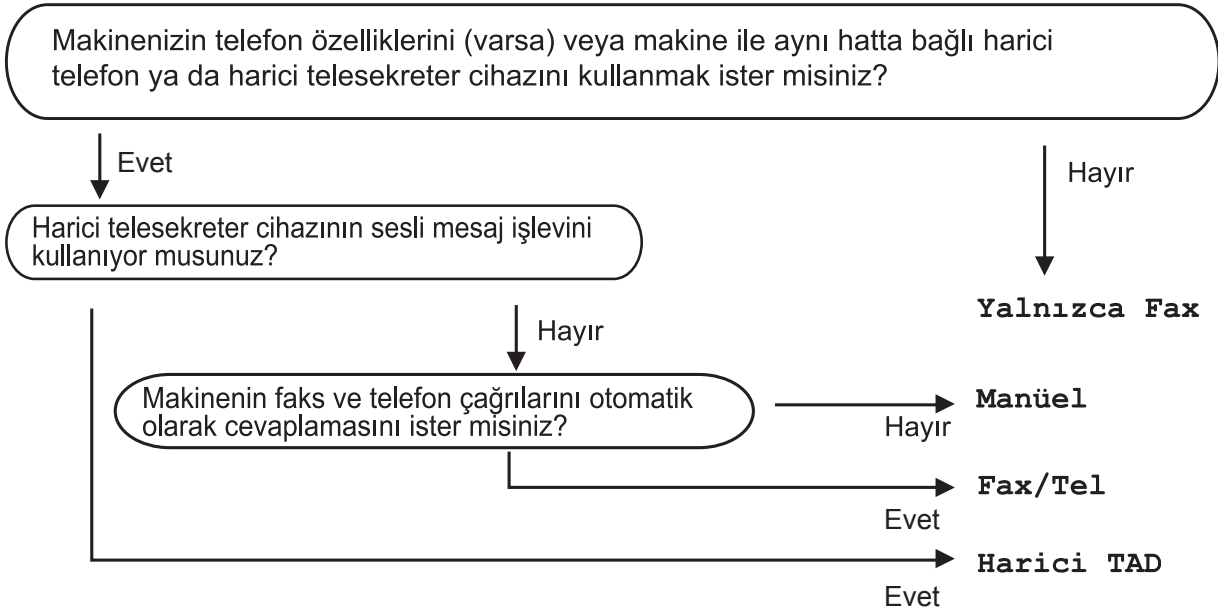 Makinenizin telefon özelliklerini (varsa) veya makine ile aynı hatta bağlı harici
telefon ya da harici telesekreter cihazını kullanmak ister misiniz?
Evet
Hayır
Harici telesekreter cihazının sesli mesaj işlevini
kullanıyor musunuz?
Yalnızca Fax
Hayır
Makinenin faks ve telefon çağrılarını otomatik
olarak cevaplamasını ister misiniz?
Manüel
Hayır
Fax/Tel
Evet
Harici TAD
Evet